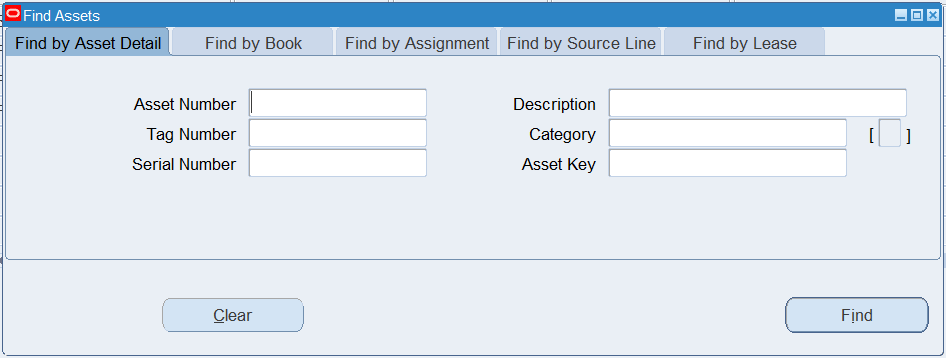 Find Assets
Find by Asset Detail Find by Book Find by Assignment Find by Source Line Find by Lease
Asset Number Description
Tag Number Category [ ]
Serial Number Asset Key
Clear Find